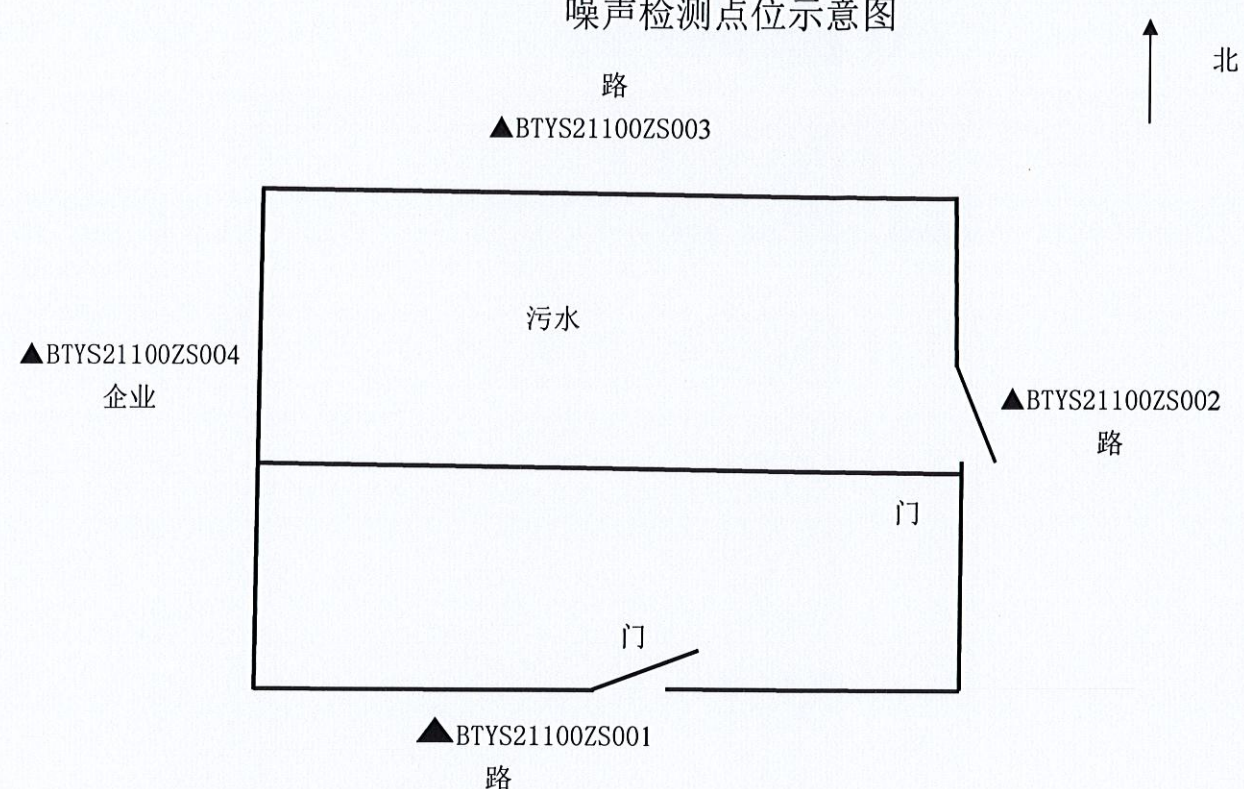 噪声检测点位示意图
北
路
▲BTYS21100ZS003
污水
▲BTYS21100ZS004
企业
▲BTYS21100ZS002
路
门
门
▲BTYS21100ZS001
路